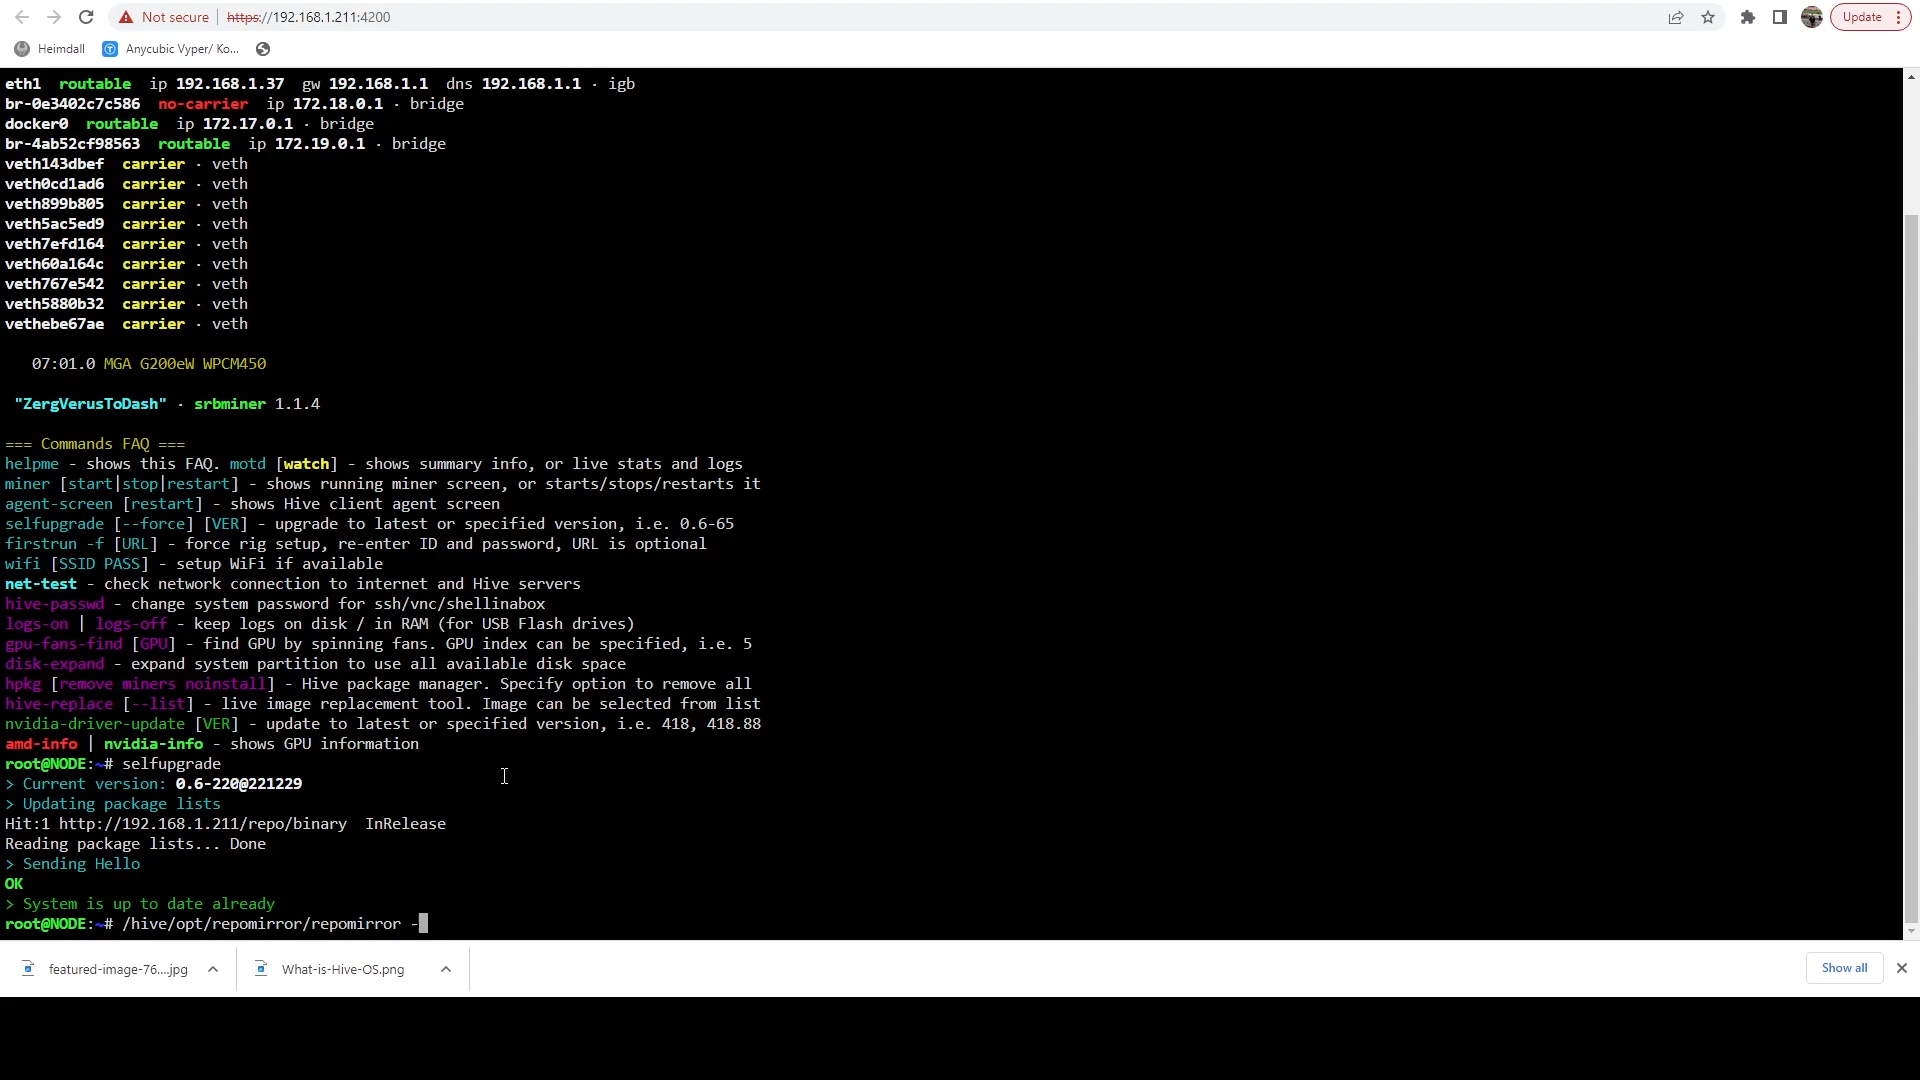 Not secure https://192.168.1.211:4200
Update
Heimdall Anycubic Vyper/ Ko...
eth1 routable ip 192.168.1.37 gw 192.168.1.1 dns 192.168.1.1 · igb
br-0e3402c7c586 no-carrier ip 172.18.0.1 · bridge
docker0 routable ip 172.17.0.1 · bridge
br-4ab52cf98563 routable ip 172.19.0.1 · bridge
veth143dbef carrier · veth
veth0cd1ad6 carrier · veth
veth899b805 carrier · veth
veth5ac5ed9 carrier · veth
veth7efd164 carrier · veth
veth60a164c carrier · veth
veth767e542 carrier · veth
veth5880b32 carrier · veth
vethebe67ae carrier · veth
07:01.0 MGA G200eW WPCM450
"ZergVerusToDash" · srbminer 1.1.4
=== Commands FAQ ===
helpme - shows this FAQ. motd [watch] - shows summary info, or live stats and logs
miner [start|stop|restart] - shows running miner screen, or starts/stops/restarts it
agent-screen [restart] - shows Hive client agent screen
selfupgrade [--force] [VER] - upgrade to latest or specified version, i.e. 0.6-65
firstrun -f [URL] - force rig setup, re-enter ID and password, URL is optional
wifi [SSID PASS] - setup WiFi if available
net-test - check network connection to internet and Hive servers
hive-passwd - change system password for ssh/vnc/shellinabox
logs-on | logs-off - keep logs on disk / in RAM (for USB Flash drives)
gpu-fans-find [GPU] - find GPU by spinning fans. GPU index can be specified, i.e. 5
disk-expand - expand system partition to use all available disk space
hpkg [remove miners noinstall] - Hive package manager. Specify option to remove all
hive-replace [--list] - live image replacement tool. Image can be selected from list
nvidia-driver-update [VER] - update to latest or specified version, i.e. 418, 418.88
amd-info | nvidia-info - shows GPU information
root@NODE:~# selfupgrade
> Current version: 0.6-220@221229
> Updating package lists
Hit:1 http://192.168.1.211/repo/binary InRelease
Reading package lists... Done
> Sending Hello
OK
> System is up to date already
root@NODE:~# /hive/opt/repomirror/repomirror -
featured-image-76....jpg What-is-Hive-OS.png Show all